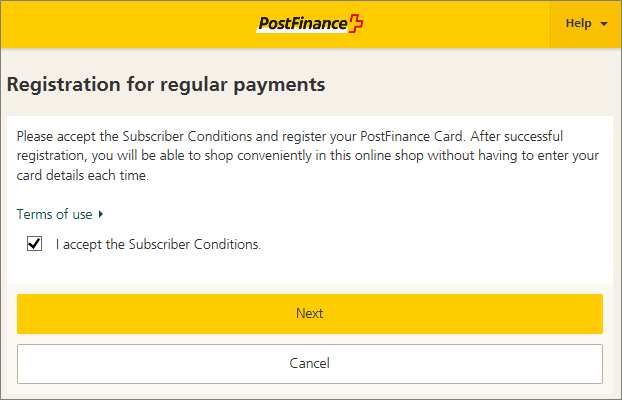 PostFinance
Help
Registration for regular payments
Please accept the Subscriber Conditions and register your PostFinance Card. After successful
registration, you will be able to shop conveniently in this online shop without having to enter your
card details each time.
Terms of use
I accept the Subscriber Conditions.
Next
Cancel